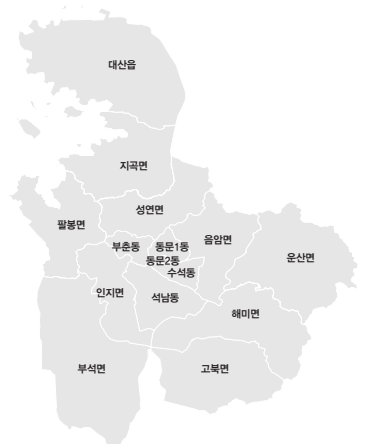 대산읍
지곡면
성연면
팔봉면
부춘동
동문1동
음암면
동문2동
운산면
수석동
인지면
석남동
해미면
부석면
고북면